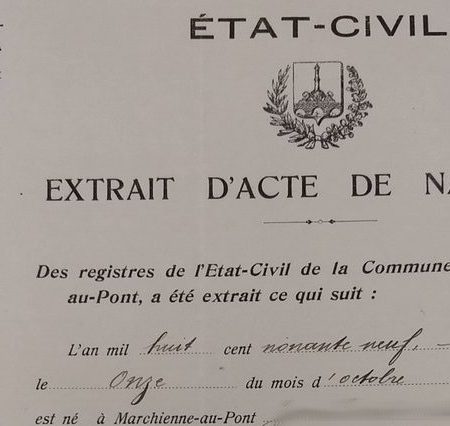 ÉTAT-CIVIL
EXTRAIT D'ACTE DE NA
Des registres de l'Etat-Civil de la Commune
au-Pont, a été extrait ce qui suit :
L'an mil huit cent nonante neuf,
le Onze du mois d'octobre
est né à Marchienne-au-Pont